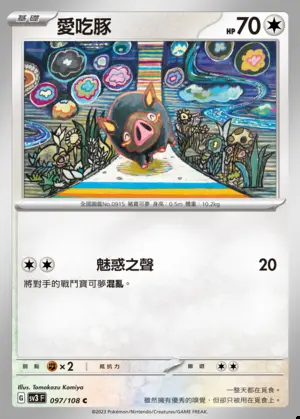 基礎 愛吃豚 HP 70
全國圖鑑No.0915 豬寶可夢 身高：0.5m 體重：10.2kg
魅惑之聲 20
將對手的戰鬥寶可夢混亂。
弱點 ×2 抵抗力 撤退
Illus. Tomokazu Komiya
G SV3 F 097/108 C
一整天都在覓食。
雖然擁有優秀的嗅覺，但卻只被用在覓食上。
©2023 Pokémon/Nintendo/Creatures/GAME FREAK.